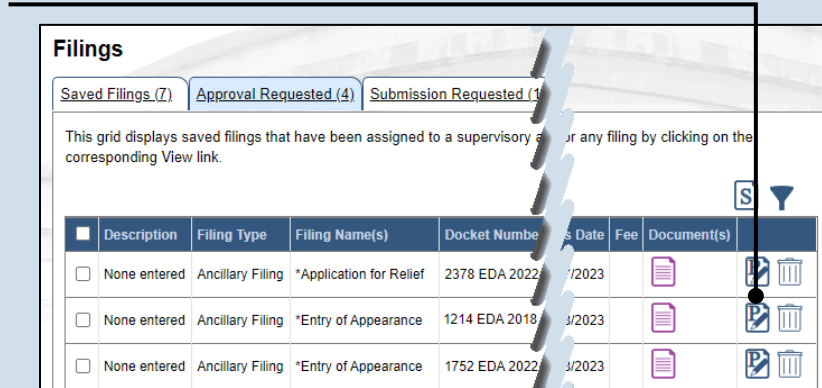 Filings
Saved Filings (7) Approval Requested (4) Submission Requested (1
This grid displays saved filings that have been assigned to a supervisory a or any filing by clicking on the
corresponding View link.
S
Description Filing Type Filing Name(s) Docket Numbe s Date Fee Document(s)
None entered Ancillary Filing *Application for Relief 2378 EDA 2022 /2023
P
None entered Ancillary Filing *Entry of Appearance 1214 EDA 2018 /2023
P
None entered Ancillary Filing *Entry of Appearance 1752 EDA 2022 /2023
P